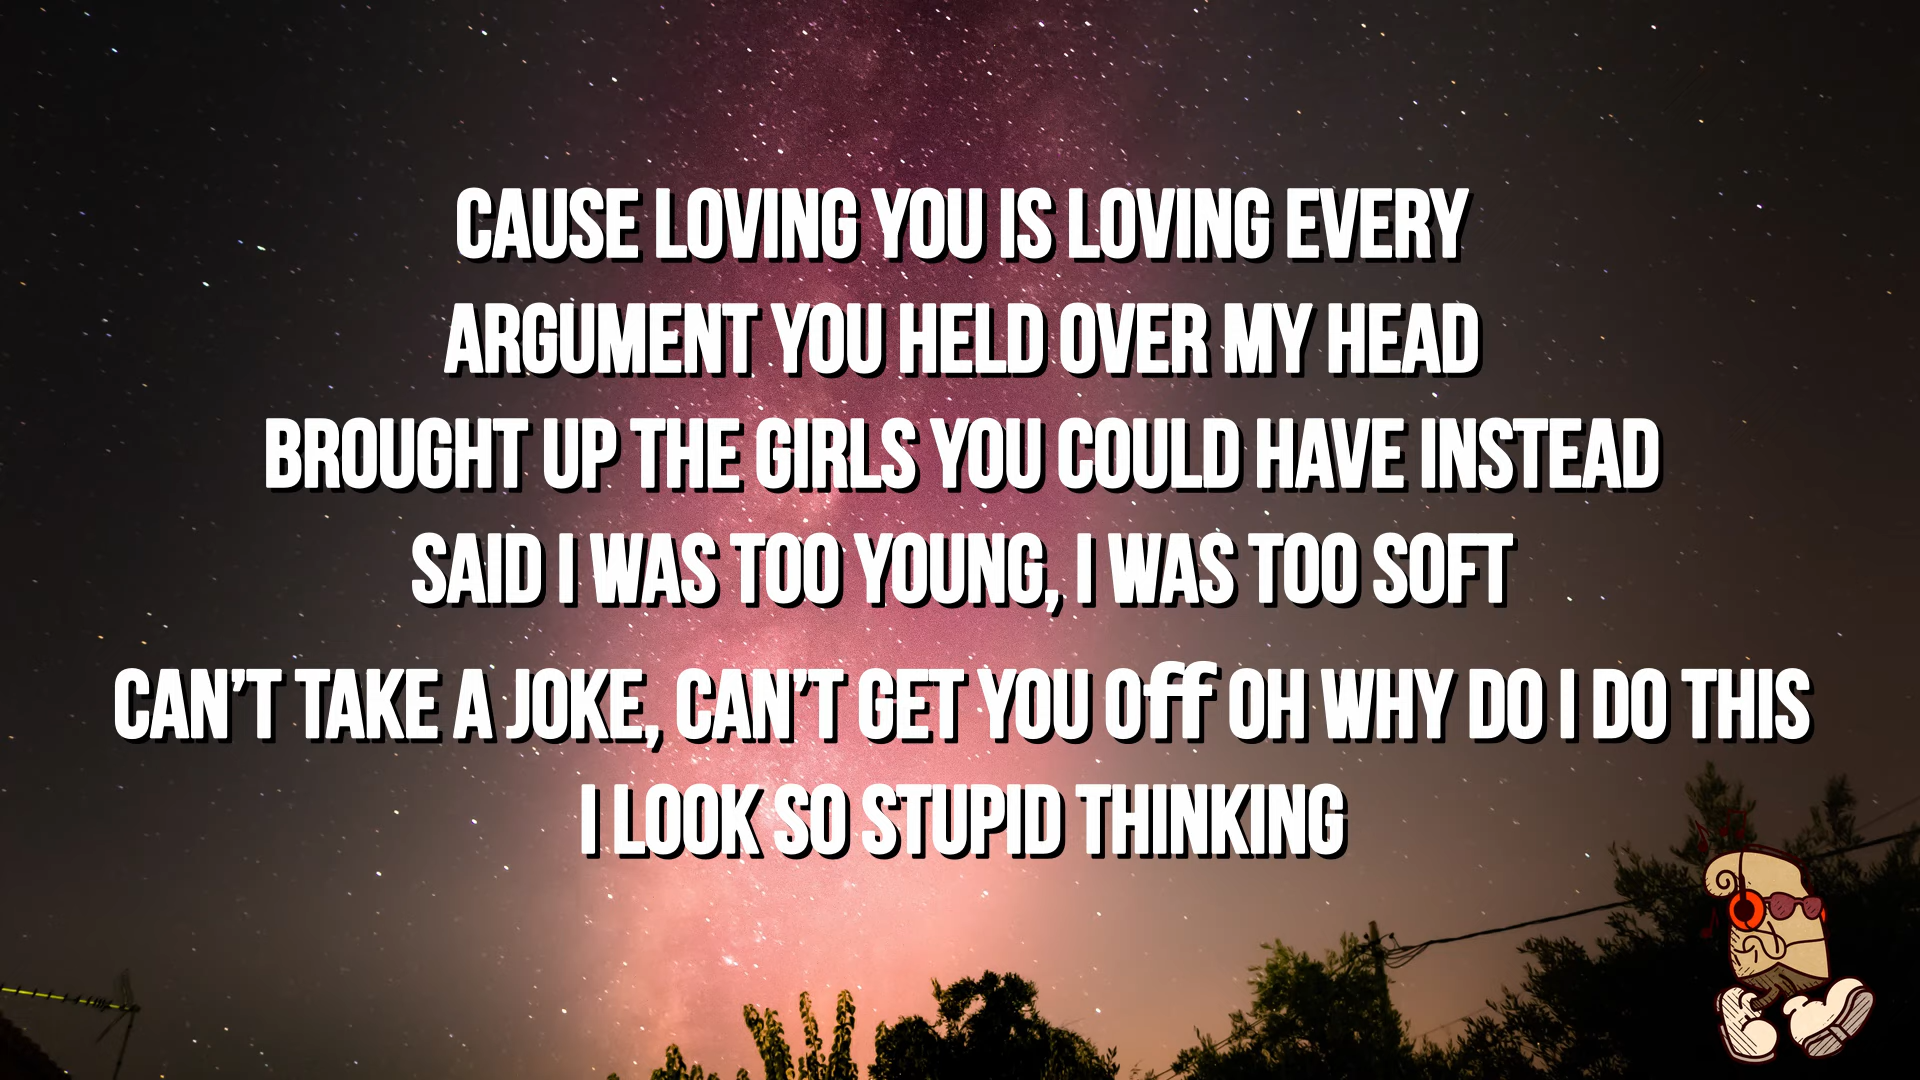 CAUSE LOVING YOU IS LOVING EVERY
ARGUMENT YOU HELD OVER MY HEAD
BROUGHT UP THE GIRLS YOU COULD HAVE INSTEAD
SAID I WAS TOO YOUNG, I WAS TOO SOFT
CAN’T TAKE A JOKE, CAN’T GET YOU Off OH WHY DO I DO THIS
I LOOK SO STUPID THINKING